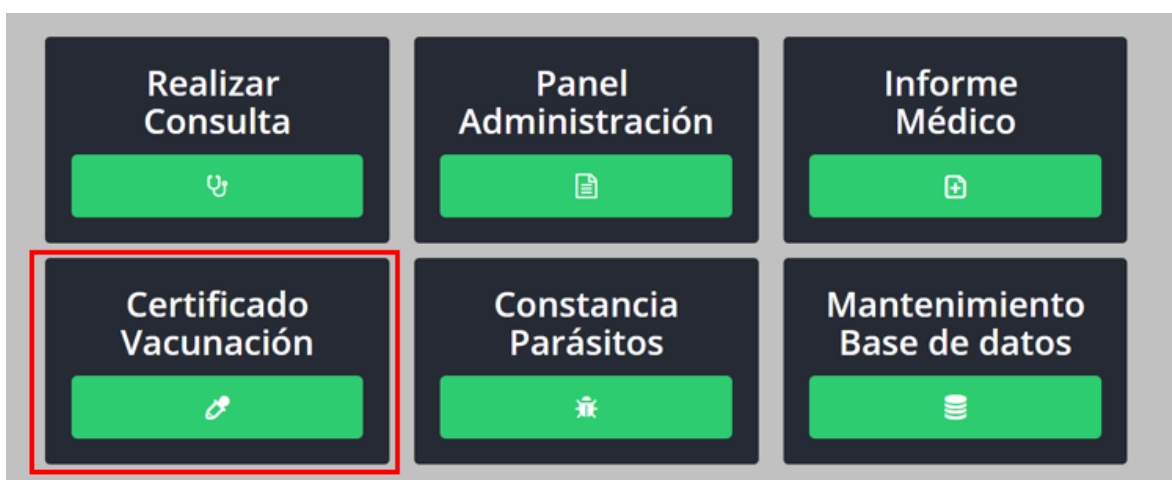 Realizar
Consulta
Panel
Administración
Informe
Médico
Certificado
Vacunación
Constancia
Parásitos
Mantenimiento
Base de datos